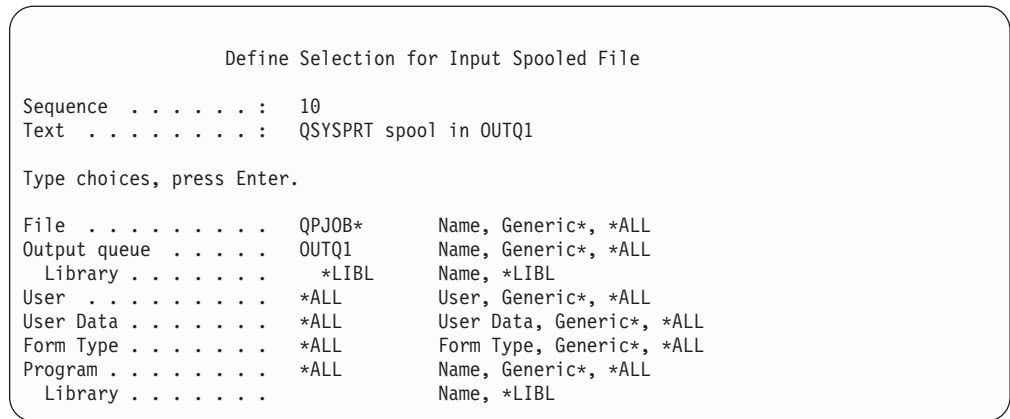 Define Selection for Input Spooled File
Sequence . . . . . . : 10
Text . . . . . . . . : QSYSPRT spool in OUTQ1
Type choices, press Enter.
File . . . . . . . . . QPJOB* Name, Generic*, *ALL
Output queue . . . . . OUTQ1 Name, Generic*, *ALL
Library . . . . . . . *LIBL Name, *LIBL
User . . . . . . . . . *ALL User, Generic*, *ALL
User Data . . . . . . . *ALL User Data, Generic*, *ALL
Form Type . . . . . . . *ALL Form Type, Generic*, *ALL
Program . . . . . . . . *ALL Name, Generic*, *ALL
Library . . . . . . . Name, *LIBL